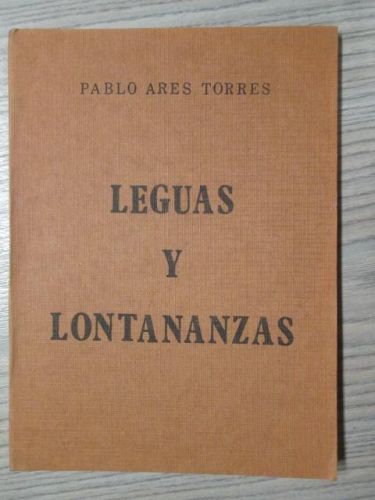 PABLO ARES TORRES
LEGUAS
Y
LONTANANZAS